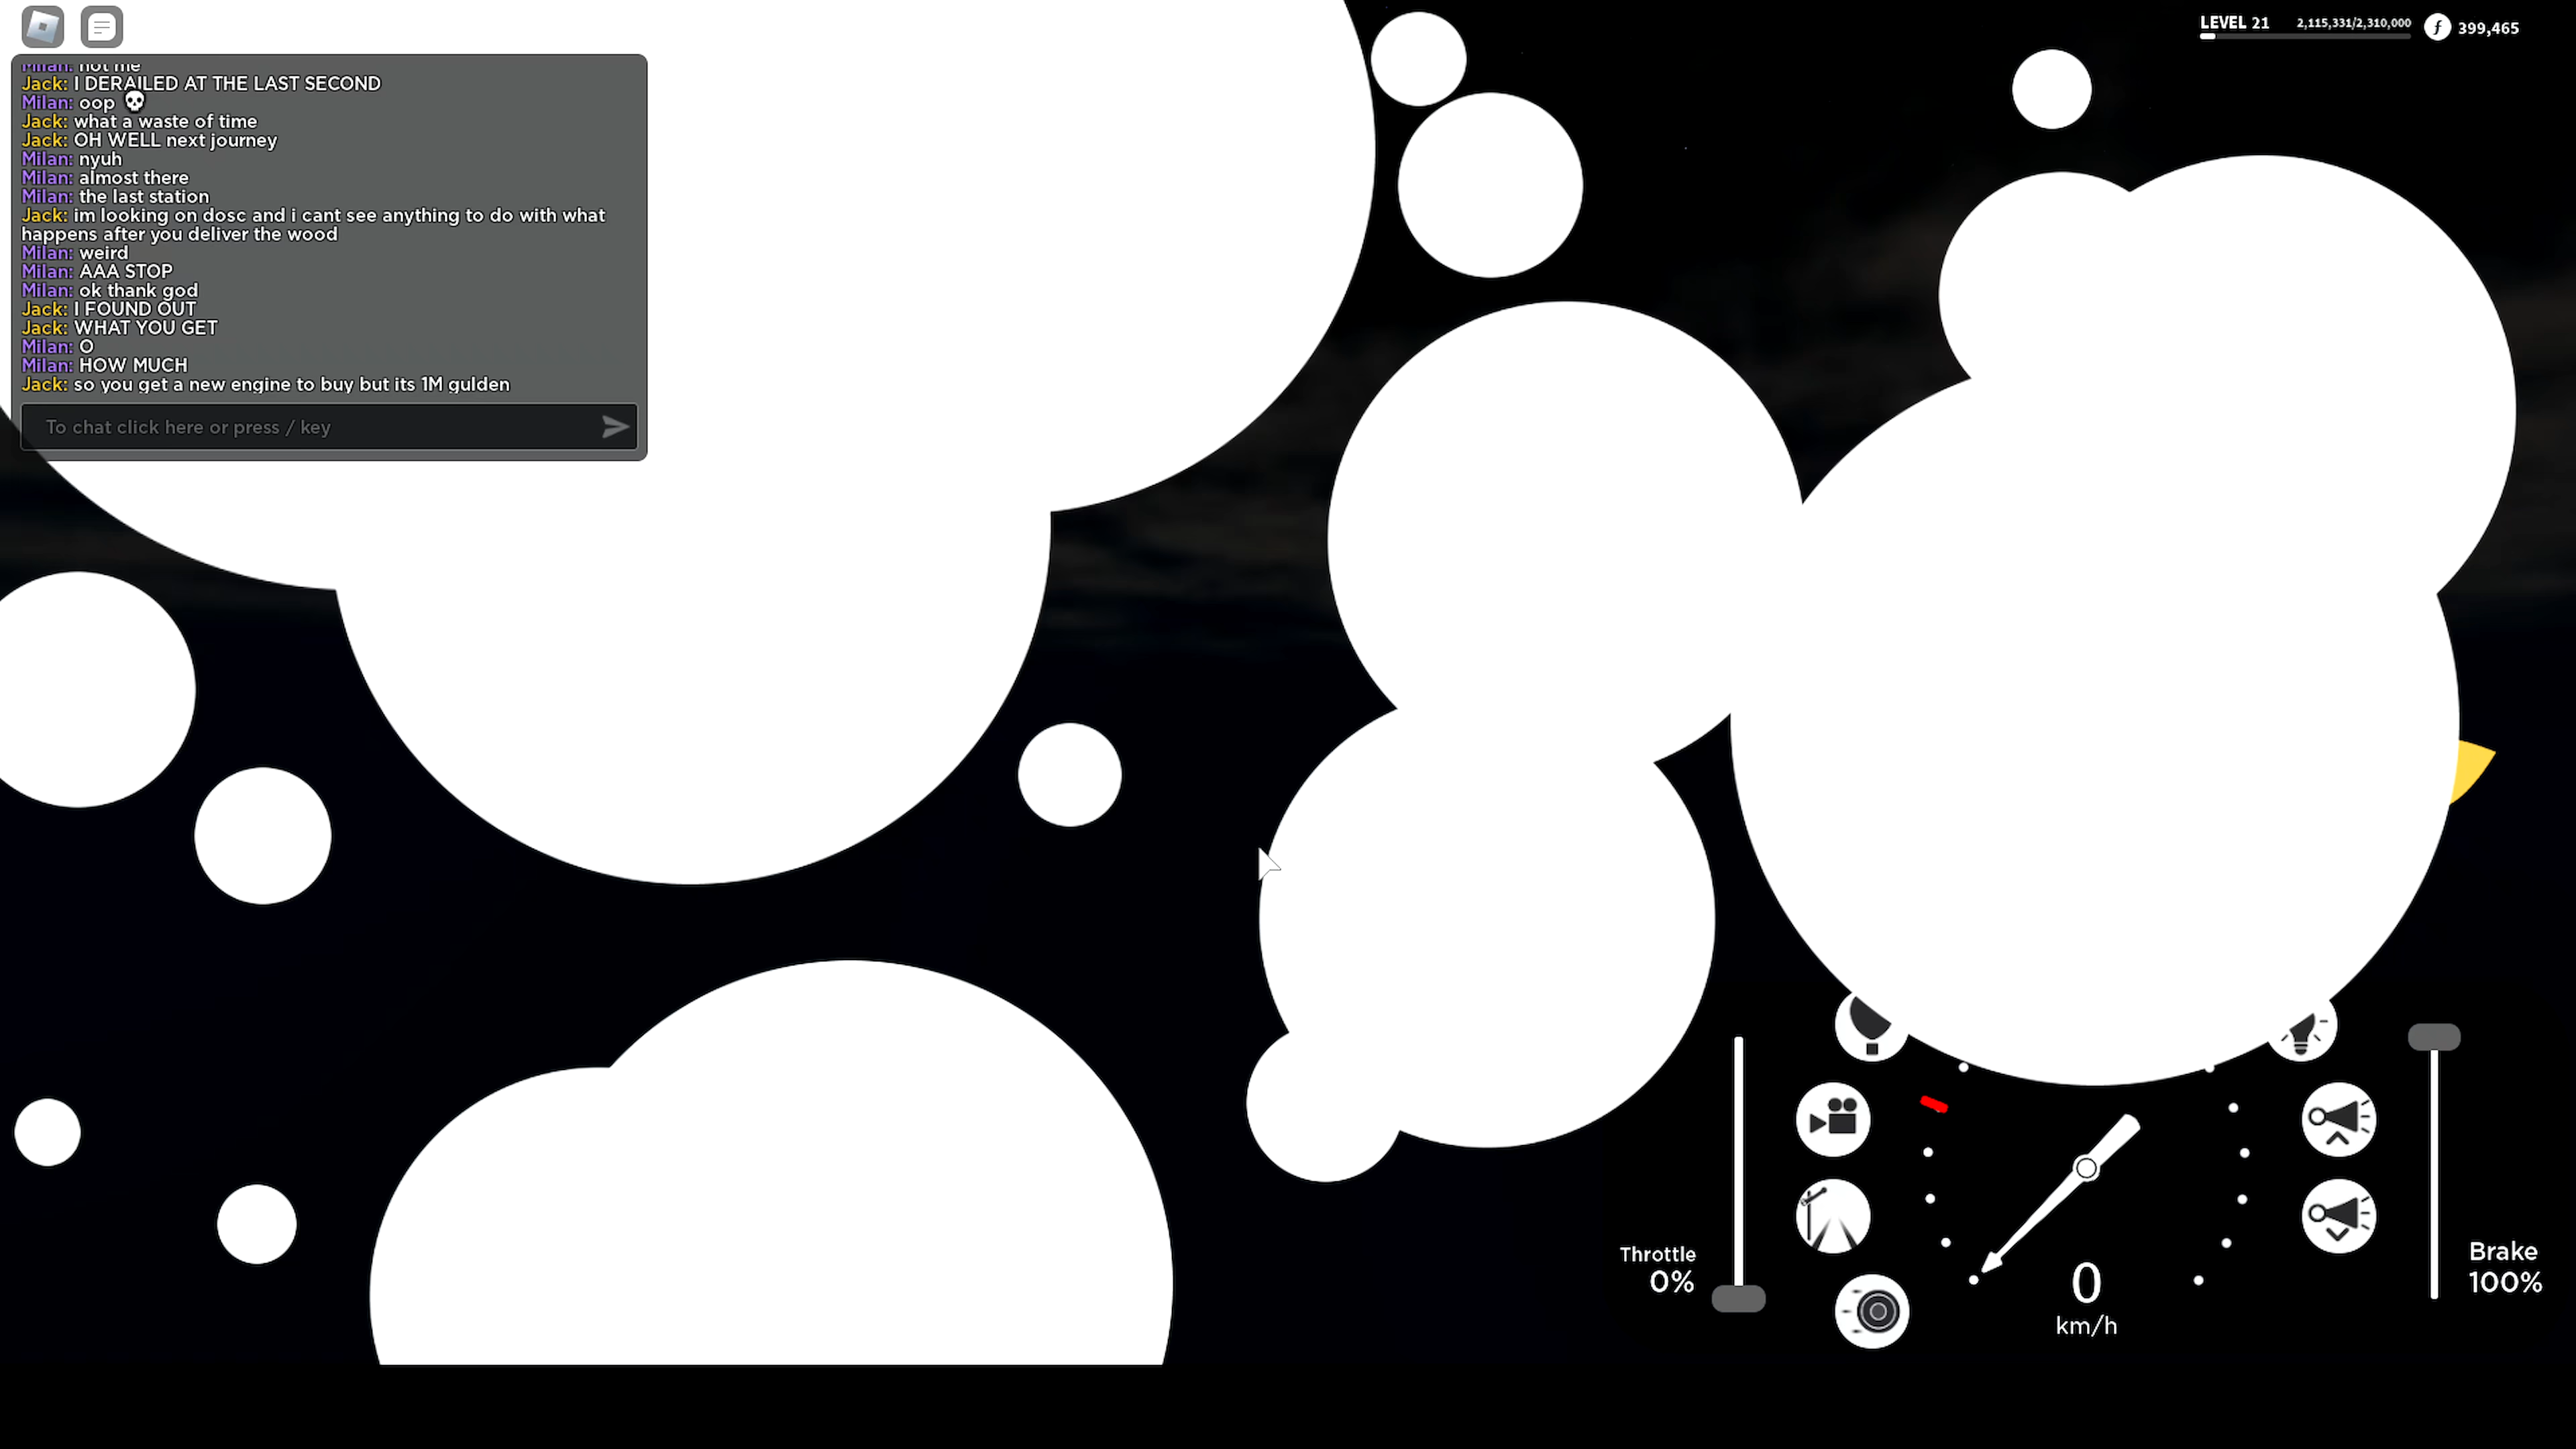 LEVEL 21 2,115,331/2,310,000 ƒ 399,465
Milan: not me
Jack: I DERAILED AT THE LAST SECOND
Milan: oop 💀
Jack: what a waste of time
Jack: OH WELL next journey
Milan: nyuh
Milan: almost there
Milan: the last station
Jack: im looking on dosc and i cant see anything to do with what
happens after you deliver the wood
Milan: weird
Milan: AAA STOP
Milan: ok thank god
Jack: I FOUND OUT
Jack: WHAT YOU GET
Milan: O
Milan: HOW MUCH
Jack: so you get a new engine to buy but its 1M gulden
To chat click here or press / key
Throttle
0%
0
km/h
Brake
100%